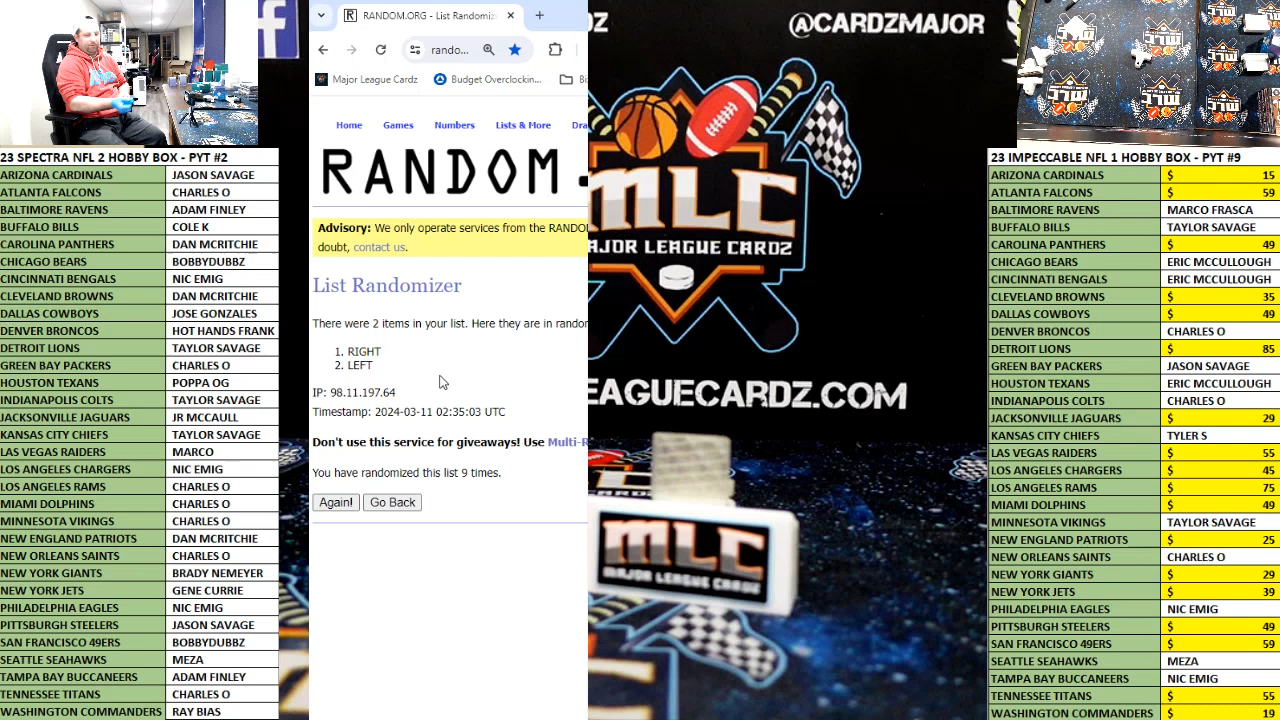 23 SPECTRA NFL 2 HOBBY BOX - PYT #2
ARIZONA CARDINALS JASON SAVAGE
ATLANTA FALCONS CHARLES O
BALTIMORE RAVENS ADAM FINLEY
BUFFALO BILLS COLE K
CAROLINA PANTHERS DAN MCRITCHIE
CHICAGO BEARS BOBBYDUBBZ
CINCINNATI BENGALS NIC EMIG
CLEVELAND BROWNS DAN MCRITCHIE
DALLAS COWBOYS JOSE GONZALES
DENVER BRONCOS HOT HANDS FRANK
DETROIT LIONS TAYLOR SAVAGE
GREEN BAY PACKERS CHARLES O
HOUSTON TEXANS POPPA OG
INDIANAPOLIS COLTS TAYLOR SAVAGE
JACKSONVILLE JAGUARS JR MCCAULL
KANSAS CITY CHIEFS TAYLOR SAVAGE
LAS VEGAS RAIDERS MARCO
LOS ANGELES CHARGERS NIC EMIG
LOS ANGELES RAMS CHARLES O
MIAMI DOLPHINS CHARLES O
MINNESOTA VIKINGS CHARLES O
NEW ENGLAND PATRIOTS DAN MCRITCHIE
NEW ORLEANS SAINTS CHARLES O
NEW YORK GIANTS BRADY NEMEYER
NEW YORK JETS GENE CURRIE
PHILADELPHIA EAGLES NIC EMIG
PITTSBURGH STEELERS JASON SAVAGE
SAN FRANCISCO 49ERS BOBBYDUBBZ
SEATTLE SEAHAWKS MEZA
TAMPA BAY BUCCANEERS ADAM FINLEY
TENNESSEE TITANS CHARLES O
WASHINGTON COMMANDERS RAY BIAS
RANDOM.ORG - List Randomiz
rando...
Major League Cardz Budget Overclockin... Bi
Home Games Numbers Lists & More Dra
RANDOM.
Advisory: We only operate services from the RANDO
doubt, contact us.
List Randomizer
There were 2 items in your list. Here they are in rando
1. RIGHT
2. LEFT
IP: 98.11.197.64
Timestamp: 2024-03-11 02:35:03 UTC
Don't use this service for giveaways! Use Multi-R
You have randomized this list 9 times.
Again! Go Back
Z.COM @CARDZMAJOR
MLC
AJOR LEAGUE CARDZ
EAGUECARDZ.COM
MLC
MAJOR LEAGUE CARDZ
23 IMPECCABLE NFL 1 HOBBY BOX - PYT #9
ARIZONA CARDINALS $ 15
ATLANTA FALCONS $ 59
BALTIMORE RAVENS MARCO FRASCA
BUFFALO BILLS TAYLOR SAVAGE
CAROLINA PANTHERS $ 49
CHICAGO BEARS ERIC MCCULLOUGH
CINCINNATI BENGALS ERIC MCCULLOUGH
CLEVELAND BROWNS $ 35
DALLAS COWBOYS $ 49
DENVER BRONCOS CHARLES O
DETROIT LIONS $ 85
GREEN BAY PACKERS JASON SAVAGE
HOUSTON TEXANS ERIC MCCULLOUGH
INDIANAPOLIS COLTS CHARLES O
JACKSONVILLE JAGUARS $ 29
KANSAS CITY CHIEFS TYLER S
LAS VEGAS RAIDERS $ 55
LOS ANGELES CHARGERS $ 45
LOS ANGELES RAMS $ 75
MIAMI DOLPHINS $ 49
MINNESOTA VIKINGS TAYLOR SAVAGE
NEW ENGLAND PATRIOTS $ 25
NEW ORLEANS SAINTS CHARLES O
NEW YORK GIANTS $ 29
NEW YORK JETS $ 39
PHILADELPHIA EAGLES NIC EMIG
PITTSBURGH STEELERS $ 49
SAN FRANCISCO 49ERS $ 59
SEATTLE SEAHAWKS MEZA
TAMPA BAY BUCCANEERS NIC EMIG
TENNESSEE TITANS $ 55
WASHINGTON COMMANDERS $ 19